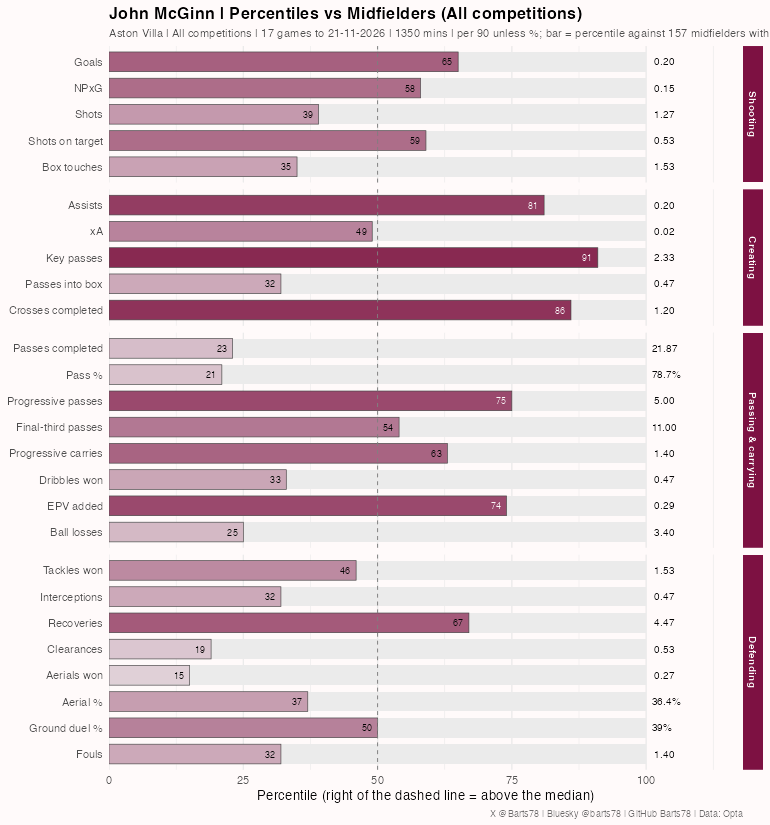 John McGinn | Percentiles vs Midfielders (All competitions)
Aston Villa | All competitions | 17 games to 21-11-2026 | 1350 mins | per 90 unless %; bar = percentile against 157 midfielders with
Goals 65 0.20
NPxG 58 0.15
Shots 39 1.27
Shots on target 59 0.53
Box touches 35 1.53
Shooting
Assists 81 0.20
xA 49 0.02
Key passes 91 2.33
Passes into box 32 0.47
Crosses completed 86 1.20
Creating
Passes completed 23 21.87
Pass % 21 78.7%
Progressive passes 75 5.00
Final-third passes 54 11.00
Progressive carries 63 1.40
Dribbles won 33 0.47
EPV added 74 0.29
Ball losses 25 3.40
Passing & carrying
Tackles won 46 1.53
Interceptions 32 0.47
Recoveries 67 4.47
Clearances 19 0.53
Aerials won 15 0.27
Aerial % 37 36.4%
Ground duel % 50 39%
Fouls 32 1.40
Defending
0 25 50 75 100
Percentile (right of the dashed line = above the median)
X @Barts78 | Bluesky @barts78 | GitHub Barts78 | Data: Opta